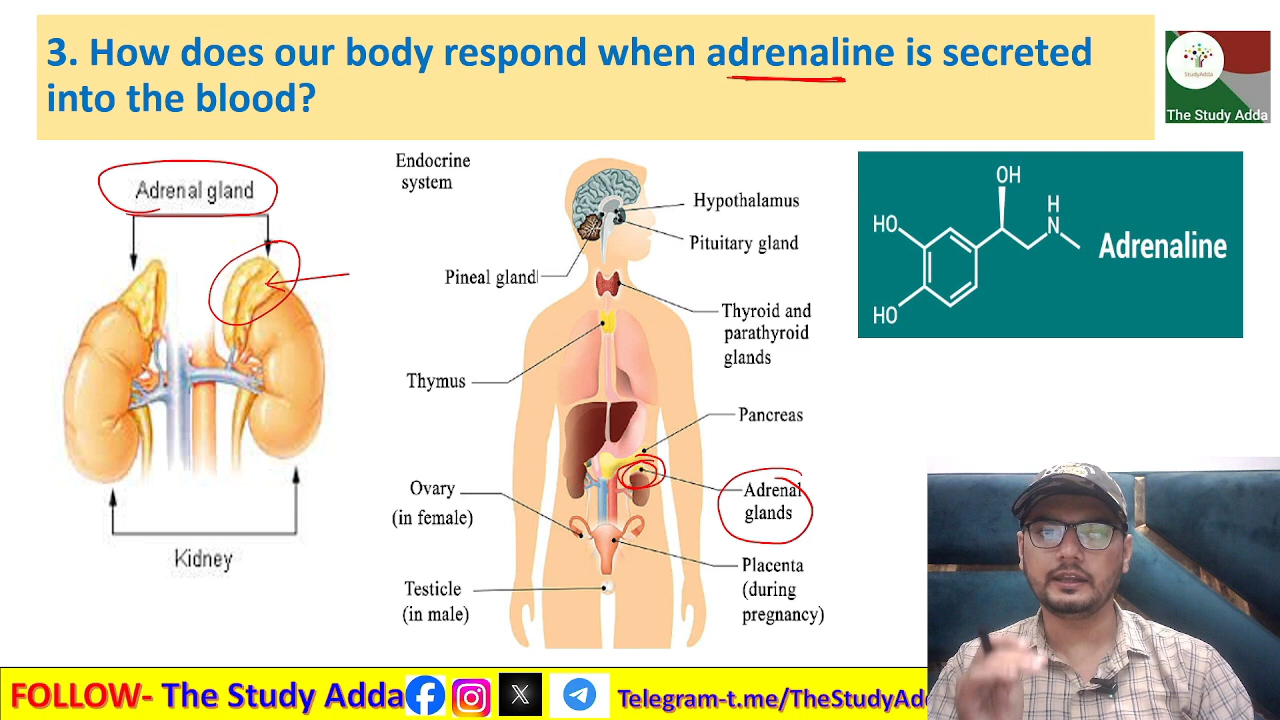 3. How does our body respond when adrenaline is secreted
into the blood?
StudyAdda
The Study Adda
Adrenal gland
Kidney
Endocrine
system
Hypothalamus
Pituitary gland
Pineal gland
Thyroid and
parathyroid
glands
Thymus
Pancreas
Adrenal
glands
Ovary
(in female)
Placenta
(during
pregnancy)
Testicle
(in male)
OH
H
N
HO
HO
Adrenaline
FOLLOW- The Study Adda
Telegram-t.me/TheStudyAdd